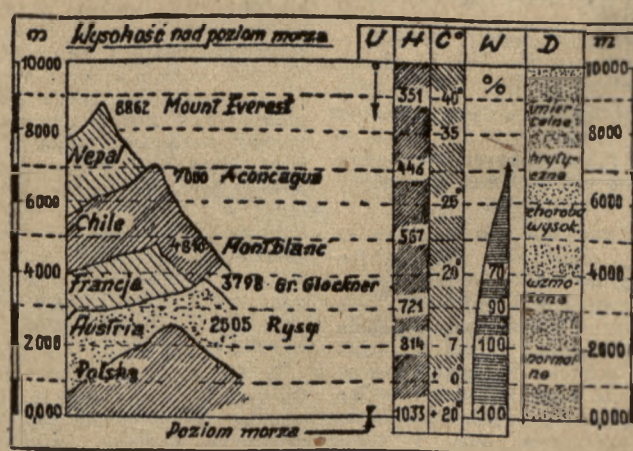 m Wysokość nad poziom morza U H C° W D m
10000 % 10000
351 -40°
8862 Mount Everest śmiertelne
8000 -35 8000
Nepal krytyczna
7000 Aconcagua 446
6000 -25° 6000
Chile choroba wysok.
4810 Montblanc 567
4000 -20° 70 4000
Francja 3798 Gr. Glockner wzmożona
721 90
Austria 2505 Rysy
2000 814 7° 100 2000
Polska normalna
± 0°
0,000 1033 +20° 100 0,000
Poziom morza